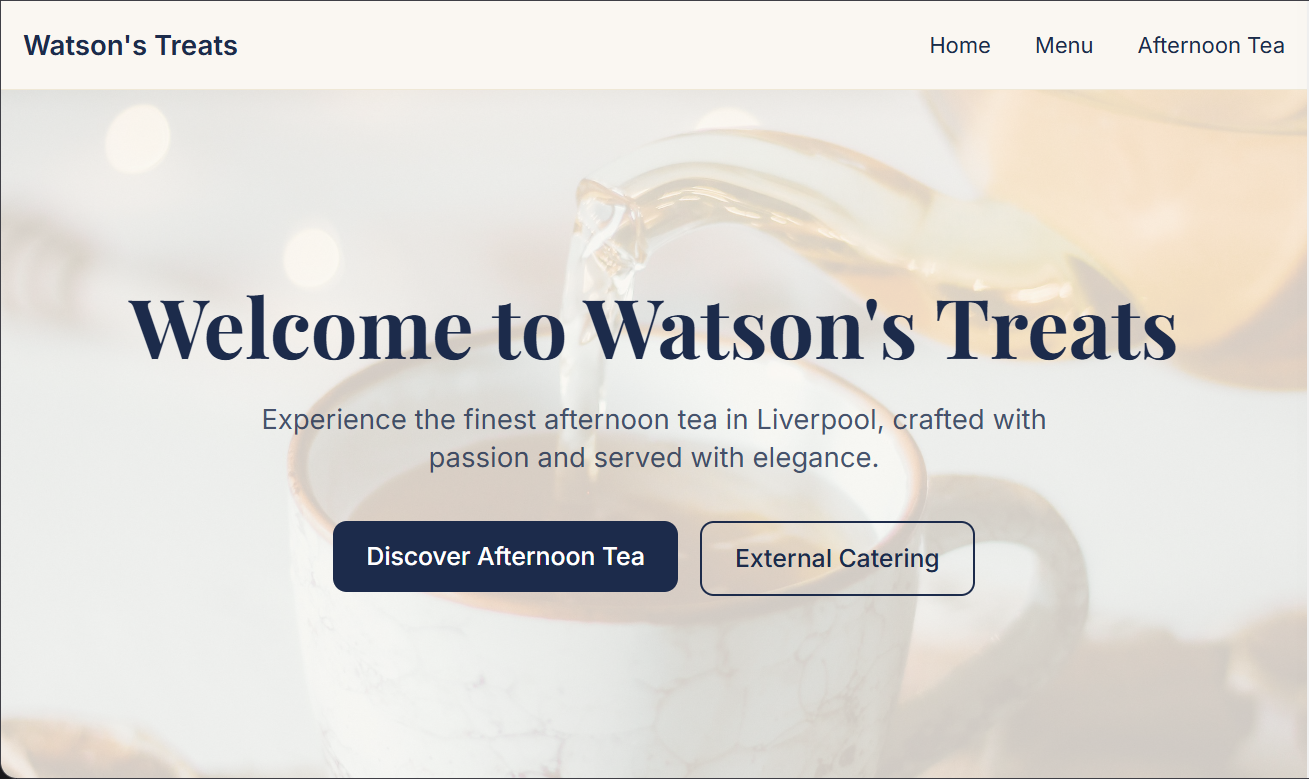 Watson's Treats
Home Menu Afternoon Tea
Welcome to Watson's Treats
Experience the finest afternoon tea in Liverpool, crafted with
passion and served with elegance.
Discover Afternoon Tea
External Catering